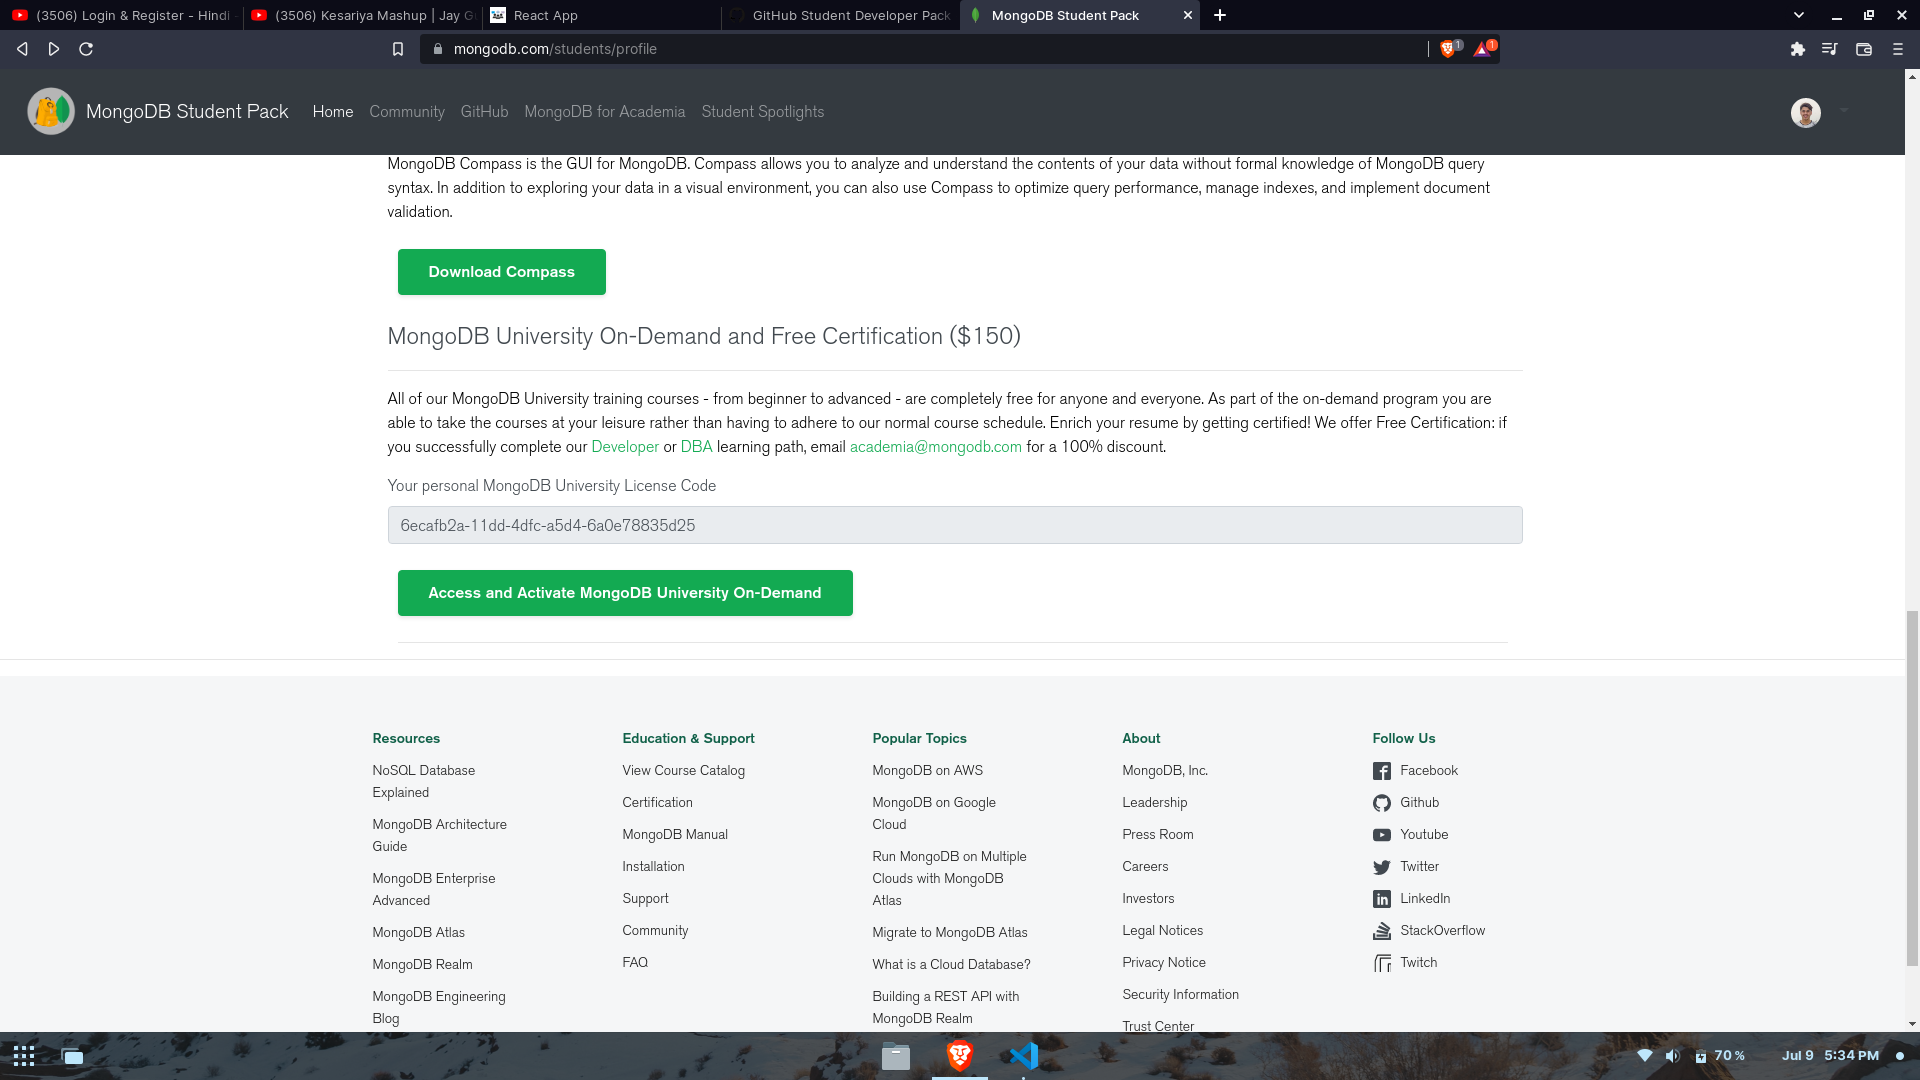 (3506) Login & Register - Hindi
(3506) Kesariya Mashup | Jay G
React App
GitHub Student Developer Pack
MongoDB Student Pack
mongodb.com/students/profile
1
1
MongoDB Student Pack
Home
Community
GitHub
MongoDB for Academia
Student Spotlights
MongoDB Compass is the GUI for MongoDB. Compass allows you to analyze and understand the contents of your data without formal knowledge of MongoDB query
syntax. In addition to exploring your data in a visual environment, you can also use Compass to optimize query performance, manage indexes, and implement document
validation.
Download Compass
MongoDB University On-Demand and Free Certification ($150)
All of our MongoDB University training courses - from beginner to advanced - are completely free for anyone and everyone. As part of the on-demand program you are
able to take the courses at your leisure rather than having to adhere to our normal course schedule. Enrich your resume by getting certified! We offer Free Certification: if
you successfully complete our Developer or DBA learning path, email academia@mongodb.com for a 100% discount.
Your personal MongoDB University License Code
6ecafb2a-11dd-4dfc-a5d4-6a0e78835d25
Access and Activate MongoDB University On-Demand
Resources
NoSQL Database
Explained
MongoDB Architecture
Guide
MongoDB Enterprise
Advanced
MongoDB Atlas
MongoDB Realm
MongoDB Engineering
Blog
Education & Support
View Course Catalog
Certification
MongoDB Manual
Installation
Support
Community
FAQ
Popular Topics
MongoDB on AWS
MongoDB on Google
Cloud
Run MongoDB on Multiple
Clouds with MongoDB
Atlas
Migrate to MongoDB Atlas
What is a Cloud Database?
Building a REST API with
MongoDB Realm
About
MongoDB, Inc.
Leadership
Press Room
Careers
Investors
Legal Notices
Privacy Notice
Security Information
Trust Center
Follow Us
Facebook
Github
Youtube
Twitter
LinkedIn
StackOverflow
Twitch
70 %
Jul 9 5:34 PM